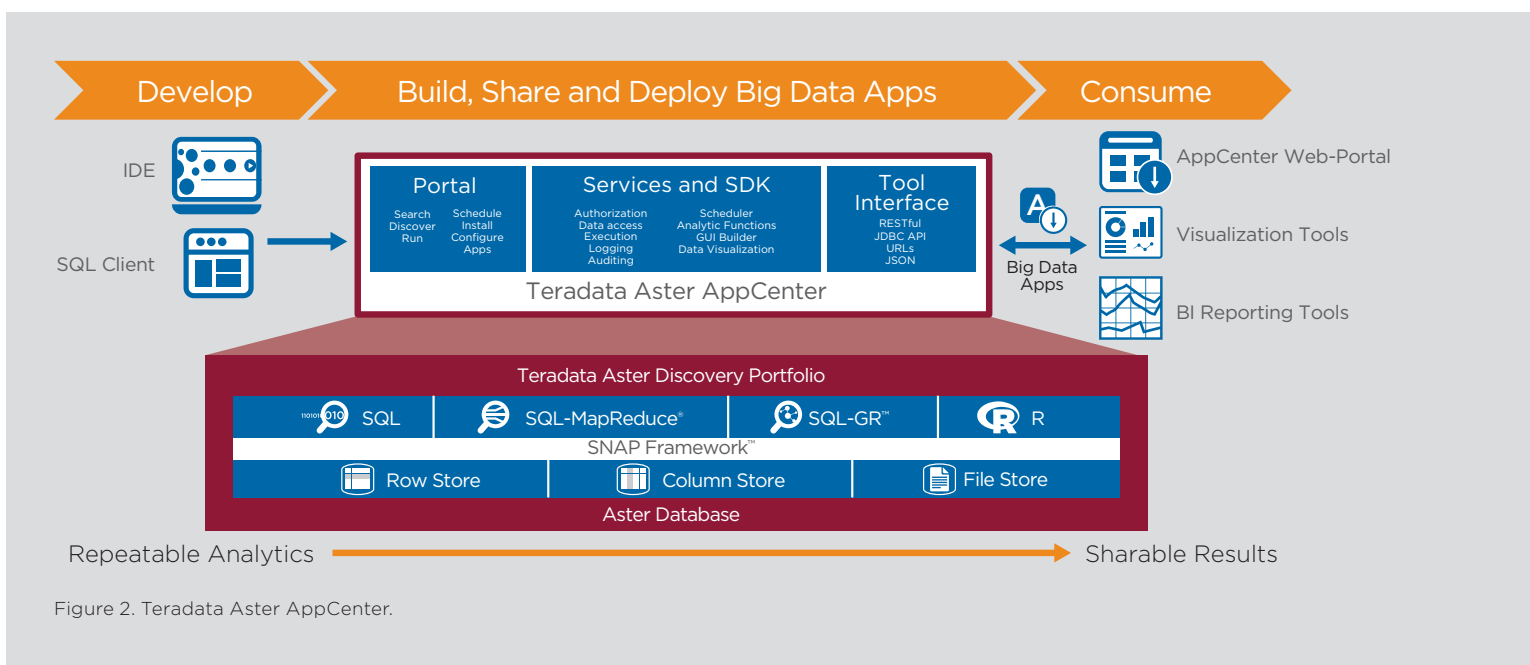 Develop
Build, Share and Deploy Big Data Apps
Consume
IDE
SQL Client
Portal
Search
Discover
Run
Schedule
Install
Configure
Apps
Services and SDK
Authorization
Data access
Execution
Logging
Auditing
Scheduler
Analytic Functions
GUI Builder
Data Visualization
Tool
Interface
RESTful
JDBC API
URLs
JSON
Teradata Aster AppCenter
A
Big Data
Apps
AppCenter Web-Portal
Visualization Tools
BI Reporting Tools
Teradata Aster Discovery Portfolio
110101010 SQL
SQL-MapReduce®
SQL-GR™
R R
SNAP Framework™
Row Store
Column Store
File Store
Aster Database
Repeatable Analytics
Sharable Results
Figure 2. Teradata Aster AppCenter.